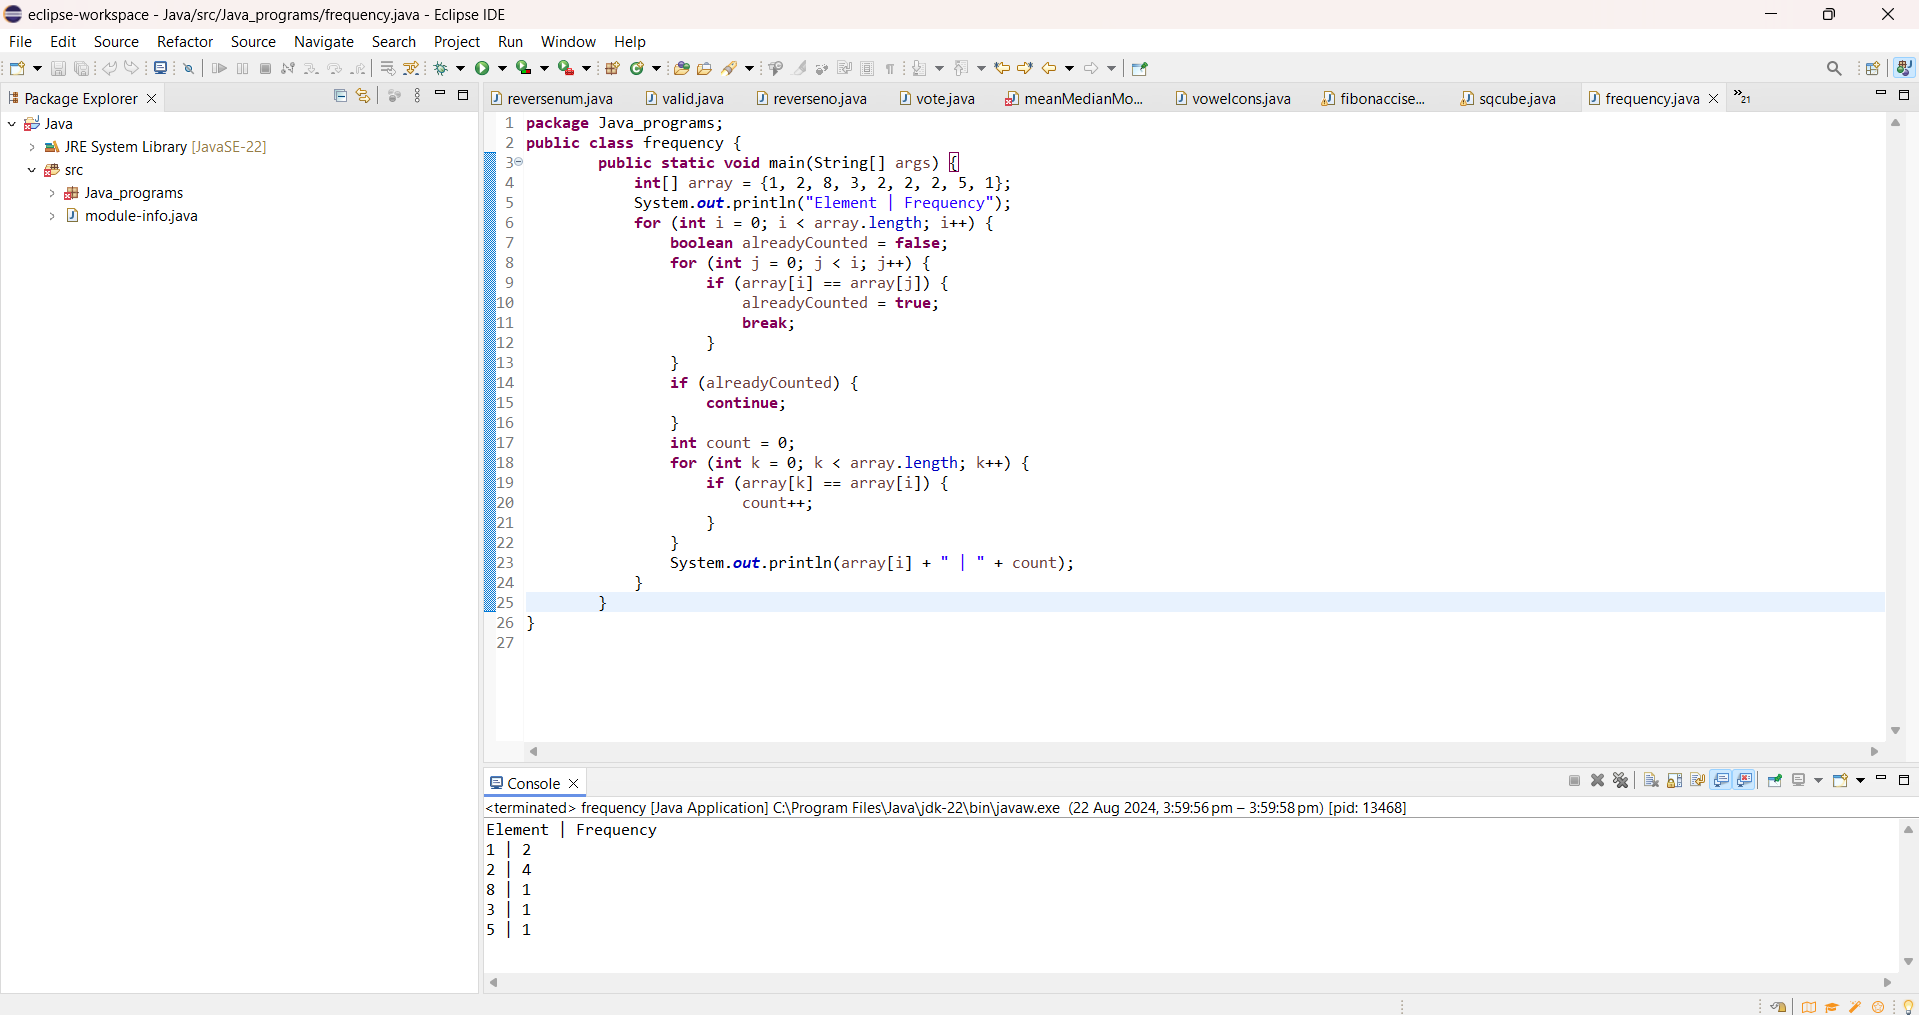 eclipse-workspace - Java/src/Java_programs/frequency.java - Eclipse IDE
File Edit Source Refactor Source Navigate Search Project Run Window Help
Package Explorer
Java
JRE System Library [JavaSE-22]
src
Java_programs
module-info.java
reversenum.java valid.java reverseno.java vote.java meanMedianMo... vowelcons.java fibonaccise... sqcube.java frequency.java »21
1 package Java_programs;
2 public class frequency {
3 public static void main(String[] args) {
4 int[] array = {1, 2, 8, 3, 2, 2, 2, 5, 1};
5 System.out.println("Element | Frequency");
6 for (int i = 0; i < array.length; i++) {
7 boolean alreadyCounted = false;
8 for (int j = 0; j < i; j++) {
9 if (array[i] == array[j]) {
10 alreadyCounted = true;
11 break;
12 }
13 }
14 if (alreadyCounted) {
15 continue;
16 }
17 int count = 0;
18 for (int k = 0; k < array.length; k++) {
19 if (array[k] == array[i]) {
20 count++;
21 }
22 }
23 System.out.println(array[i] + " | " + count);
24 }
25 }
26 }
27
Console
<terminated> frequency [Java Application] C:\Program Files\Java\jdk-22\bin\javaw.exe (22 Aug 2024, 3:59:56 pm – 3:59:58 pm) [pid: 13468]
Element | Frequency
1 | 2
2 | 4
8 | 1
3 | 1
5 | 1